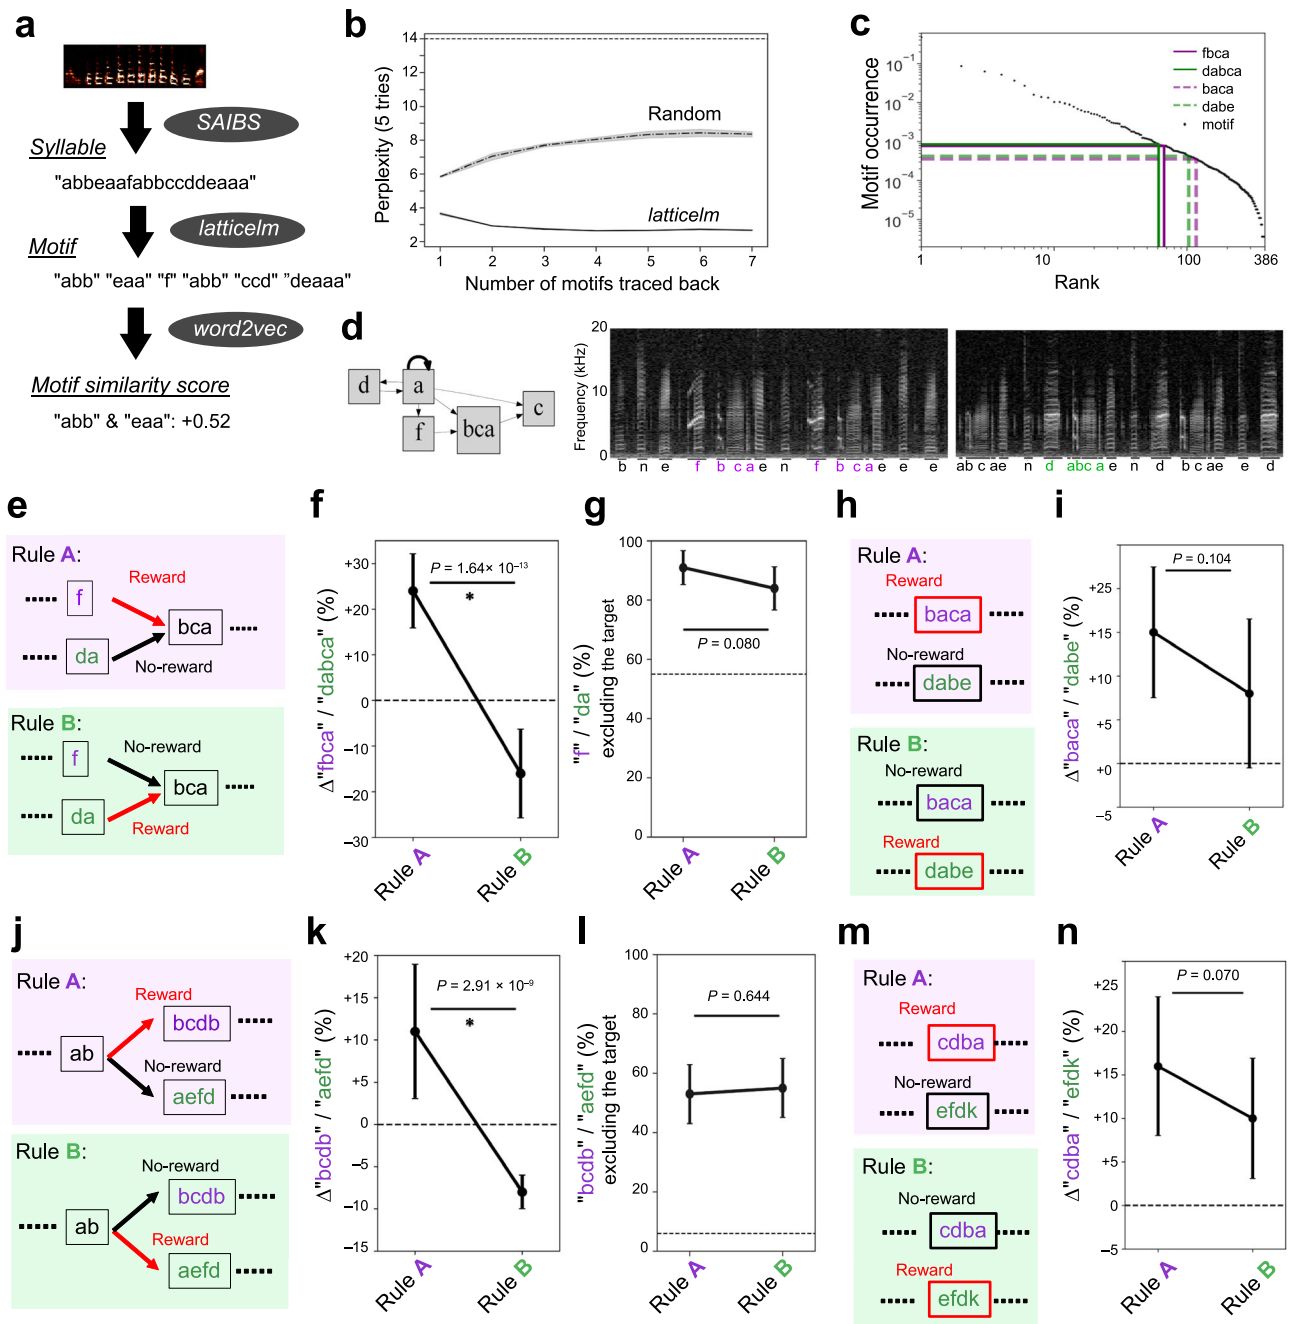 a
SAIBS
Syllable
"abbeaafabbccddeaaa"
latticelm
Motif
"abb" "eaa" "f" "abb" "ccd" "deaaa"
word2vec
Motif similarity score
"abb" & "eaa": +0.52
b
Perplexity (5 tries)
14
12
10
8
6
4
2
Random
latticelm
1 2 3 4 5 6 7
Number of motifs traced back
c
Motif occurrence
10⁻¹
10⁻²
10⁻³
10⁻⁴
10⁻⁵
fbca
dabca
baca
dabe
motif
1 10 100 386
Rank
d
d a c
f bca
Frequency (kHz)
20
10
0
b n e f b c a e n f b c a e e e
ab c a e n d abc a e n d b c a e e d
e
Rule A:
f
Reward
bca
da
No-reward
Rule B:
f
No-reward
bca
da
Reward
f
Δ"fbca" / "dabca" (%)
+30
+20
+10
0
−10
−20
−30
P = 1.64× 10⁻¹³
*
Rule A
Rule B
g
"f" / "da" (%)
excluding the target
100
80
60
40
20
0
P = 0.080
Rule A
Rule B
h
Rule A:
Reward
baca
No-reward
dabe
Rule B:
No-reward
baca
Reward
dabe
i
Δ"baca" / "dabe" (%)
+25
+15
+10
+5
+0
−5
P = 0.104
Rule A
Rule B
j
Rule A:
Reward
bcdb
ab
No-reward
aefd
Rule B:
No-reward
bcdb
ab
Reward
aefd
k
Δ"bcdb" / "aefd" (%)
+20
+15
+10
+5
0
−5
−10
−15
P = 2.91 × 10⁻⁹
*
Rule A
Rule B
l
"bcdb" / "aefd" (%)
excluding the target
100
80
60
40
20
0
P = 0.644
Rule A
Rule B
m
Rule A:
Reward
cdba
No-reward
efdk
Rule B:
No-reward
cdba
Reward
efdk
n
Δ"cdba" / "efdk" (%)
+25
+20
+15
+10
+5
0
−5
P = 0.070
Rule A
Rule B